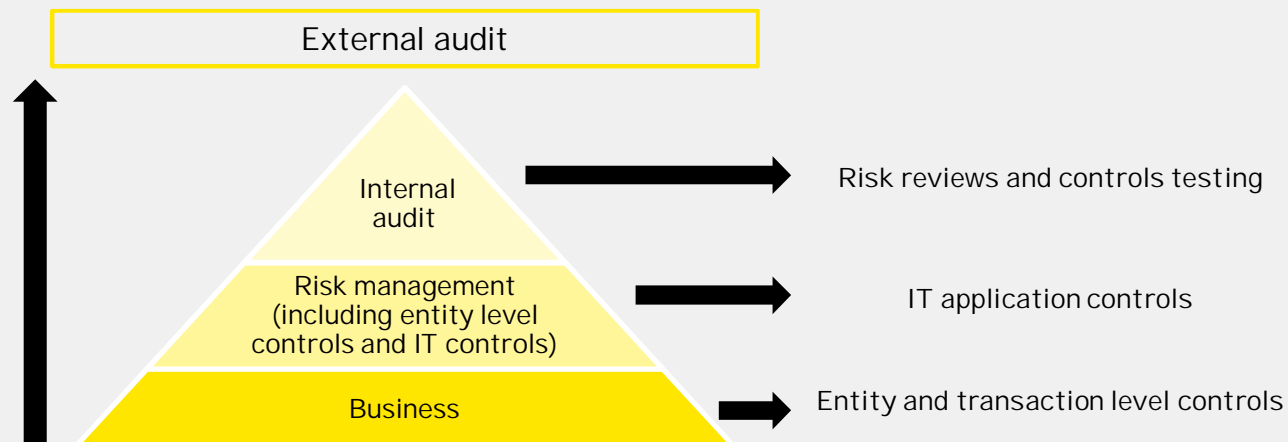 External audit
Internal
audit
Risk reviews and controls testing
Risk management
(including entity level
controls and IT controls)
IT application controls
Business
Entity and transaction level controls